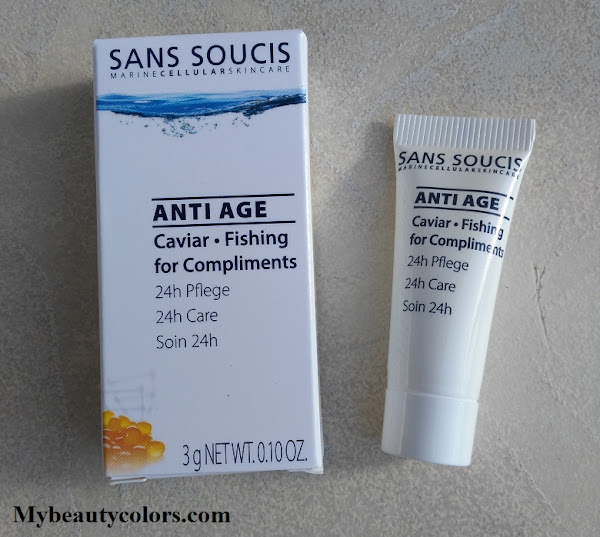 SANS SOUCIS
MARINECELLULARSKINCARE
ANTI AGE
Caviar • Fishing
for Compliments
24h Pflege
24h Care
Soin 24h
3 g NET WT. 0.10 OZ.
SANS SOUCIS
MARINECELLULARSKINCARE
ANTI AGE
Caviar • Fishing
for Compliments
24h Pflege
24h Care
Soin 24h
Mybeautycolors.com